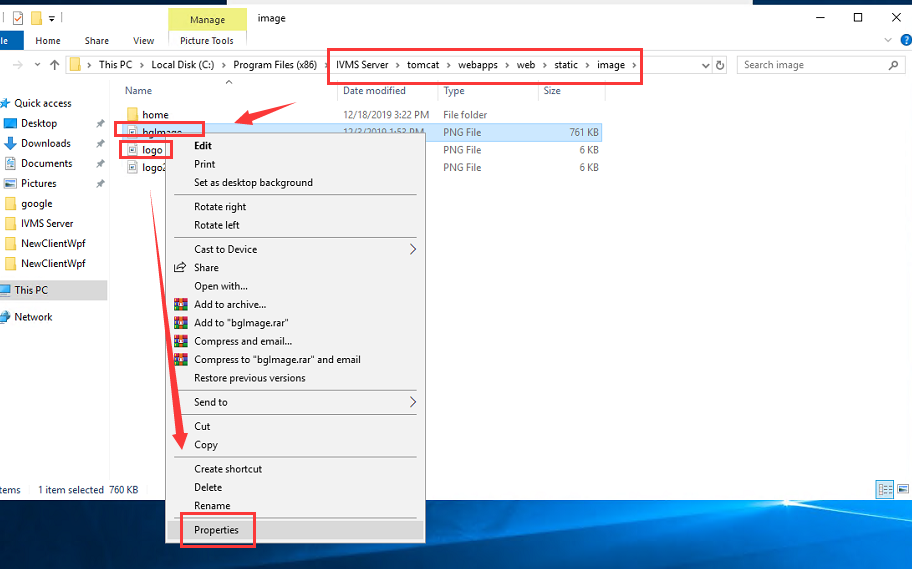 Manage
image
le
Home
Share
View
Picture Tools
This PC
Local Disk (C:)
Program Files (x86)
IVMS Server
tomcat
webapps
web
static
image
Search image
Name
Date modified
Type
Size
Quick access
Desktop
Downloads
Documents
Pictures
google
IVMS Server
NewClientWpf
NewClientWpf
This PC
Network
home
12/18/2019 3:22 PM
File folder
bgImage
12/3/2019 1:53 PM
PNG File
761 KB
logo
PNG File
6 KB
logo2
PNG File
6 KB
Edit
Print
Set as desktop background
Rotate right
Rotate left
Cast to Device
Share
Open with...
Add to archive...
Add to "bgImage.rar"
Compress and email...
Compress to "bgImage.rar" and email
Restore previous versions
Send to
Cut
Copy
Create shortcut
Delete
Rename
Properties
tems
1 item selected
760 KB